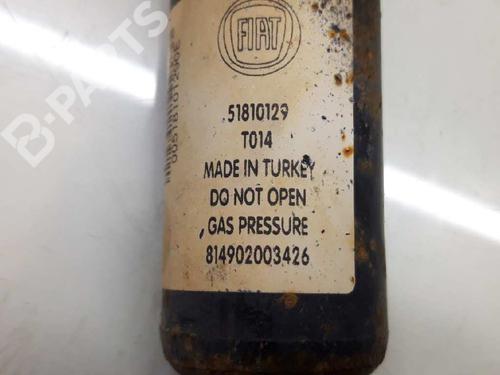 FIAT
51810129
T014
MADE IN TURKEY
DO NOT OPEN
GAS PRESSURE
814902003426
B-PARTS